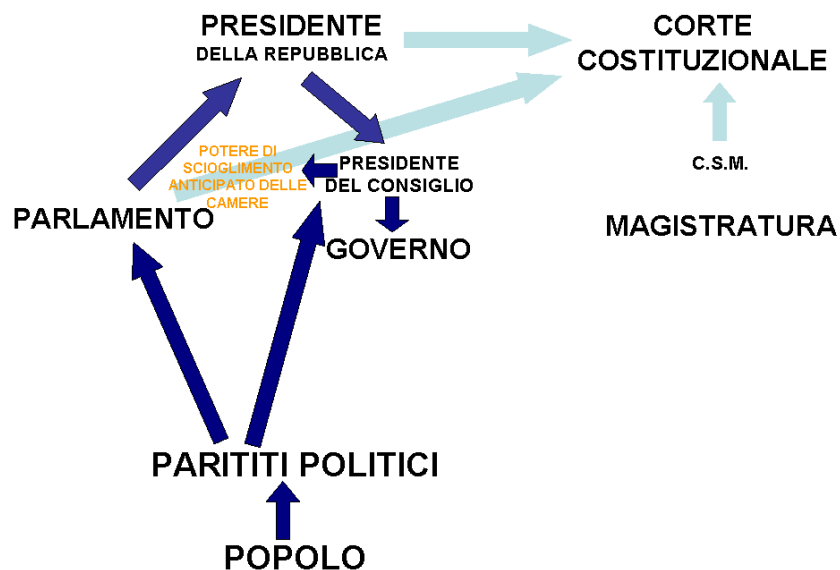 PRESIDENTE
DELLA REPUBBLICA
CORTE
COSTITUZIONALE
POTERE DI
SCIOGLIMENTO
ANTICIPATO DELLE
CAMERE
PRESIDENTE
DEL CONSIGLIO
C.S.M.
PARLAMENTO
GOVERNO
MAGISTRATURA
PARITITI POLITICI
POPOLO